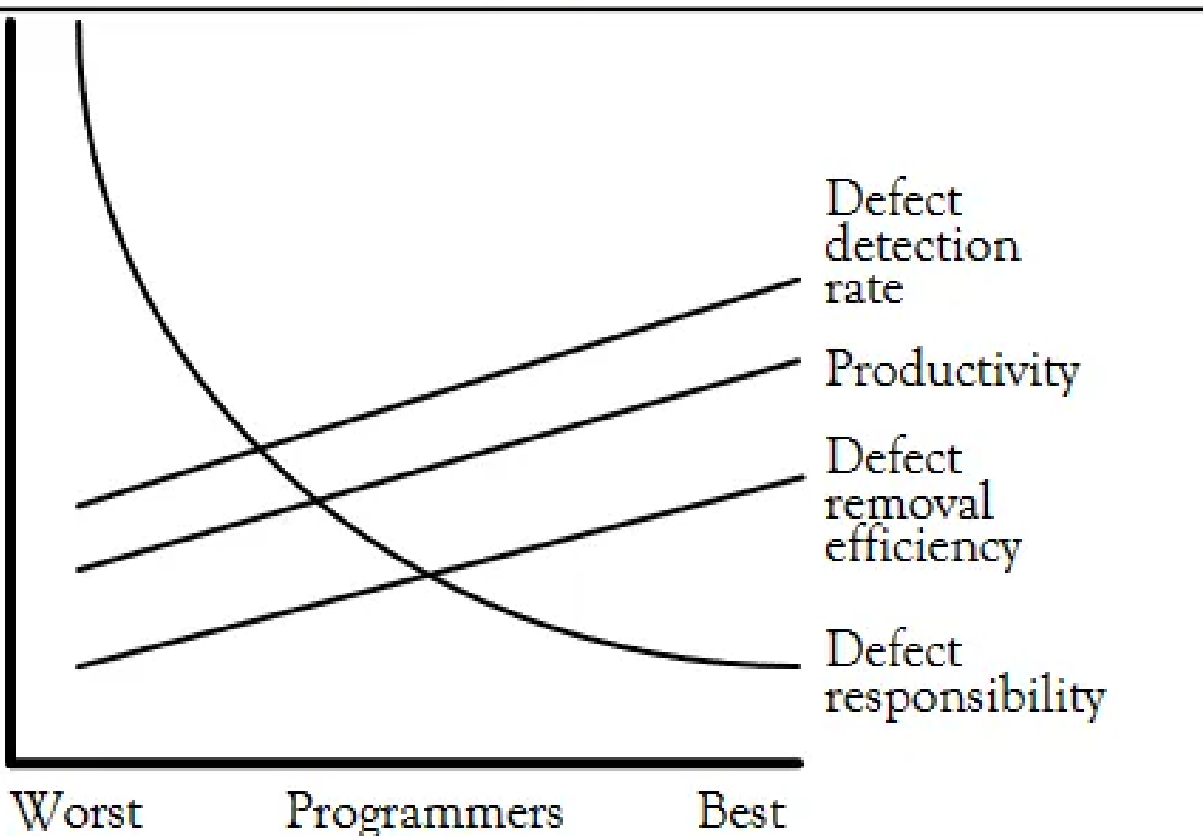 Defect
detection
rate
Productivity
Defect
removal
efficiency
Defect
responsibility
Worst Programmers Best